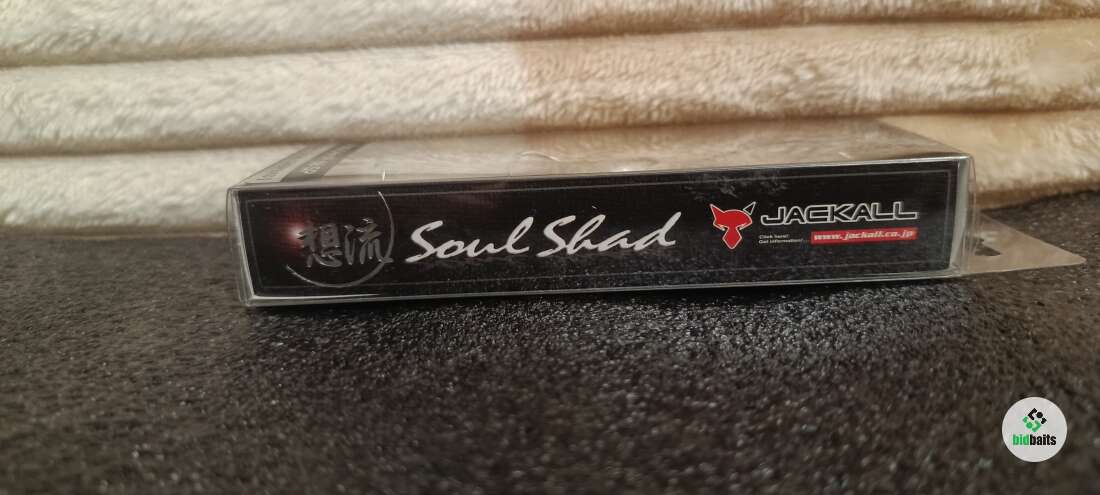 想流
Soul Shad
JACKALL
Click here!
Get information!...
www.jackall.co.jp
bidbaits